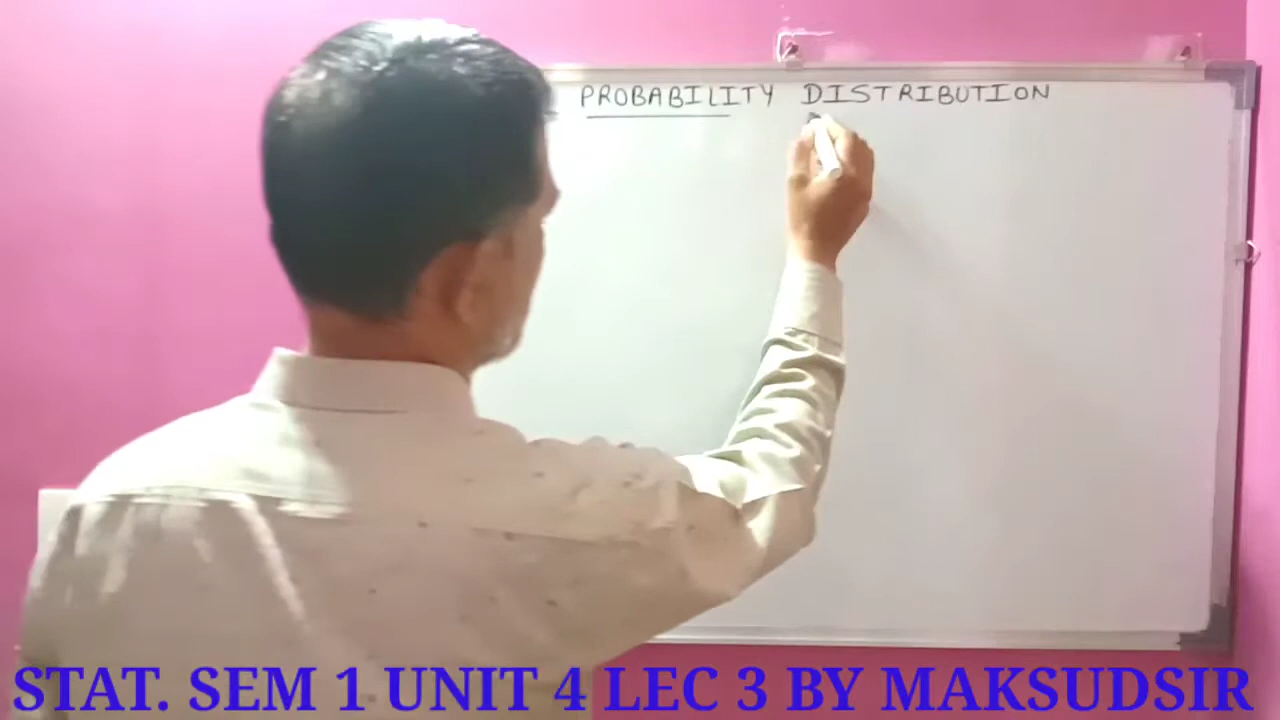 PROBABILITY DISTRIBUTION
STAT. SEM 1 UNIT 4 LEC 3 BY MAKSUDSIR